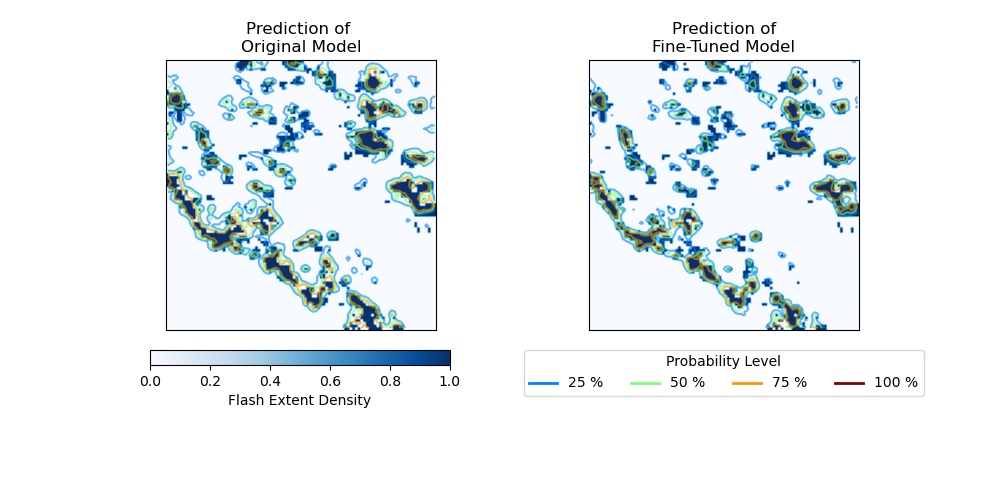 Prediction of
Original Model
Prediction of
Fine-Tuned Model
0.0 0.2 0.4 0.6 0.8 1.0
Flash Extent Density
Probability Level
25 % 50 % 75 % 100 %